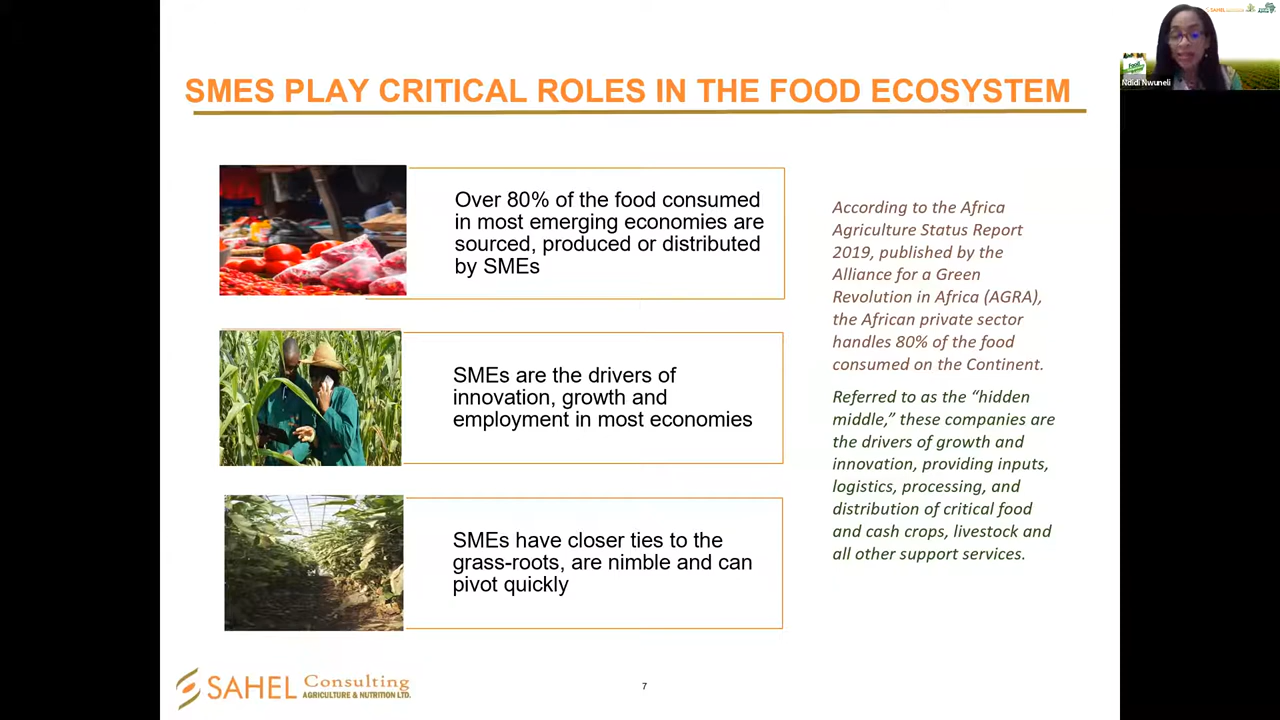 SMES PLAY CRITICAL ROLES IN THE FOOD ECOSYSTEM
Over 80% of the food consumed
in most emerging economies are
sourced, produced or distributed
by SMEs
SMEs are the drivers of
innovation, growth and
employment in most economies
SMEs have closer ties to the
grass-roots, are nimble and can
pivot quickly
According to the Africa
Agriculture Status Report
2019, published by the
Alliance for a Green
Revolution in Africa (AGRA),
the African private sector
handles 80% of the food
consumed on the Continent.
Referred to as the “hidden
middle,” these companies are
the drivers of growth and
innovation, providing inputs,
logistics, processing, and
distribution of critical food
and cash crops, livestock and
all other support services.
SAHEL Consulting
AGRICULTURE & NUTRITION LTD.
7
SAHEL
Food
Ndidi Nwuneli